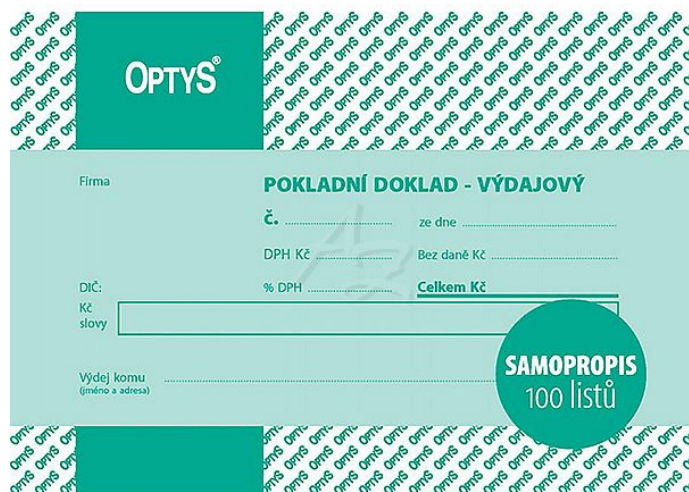 OPTYS®
Firma
POKLADNÍ DOKLAD - VÝDAJOVÝ
č. ze dne
DPH Kč Bez daně Kč
DIČ: % DPH Celkem Kč
Kč
slovy
SAMOPROPIS
100 listů
Výdej komu
(jméno a adresa)